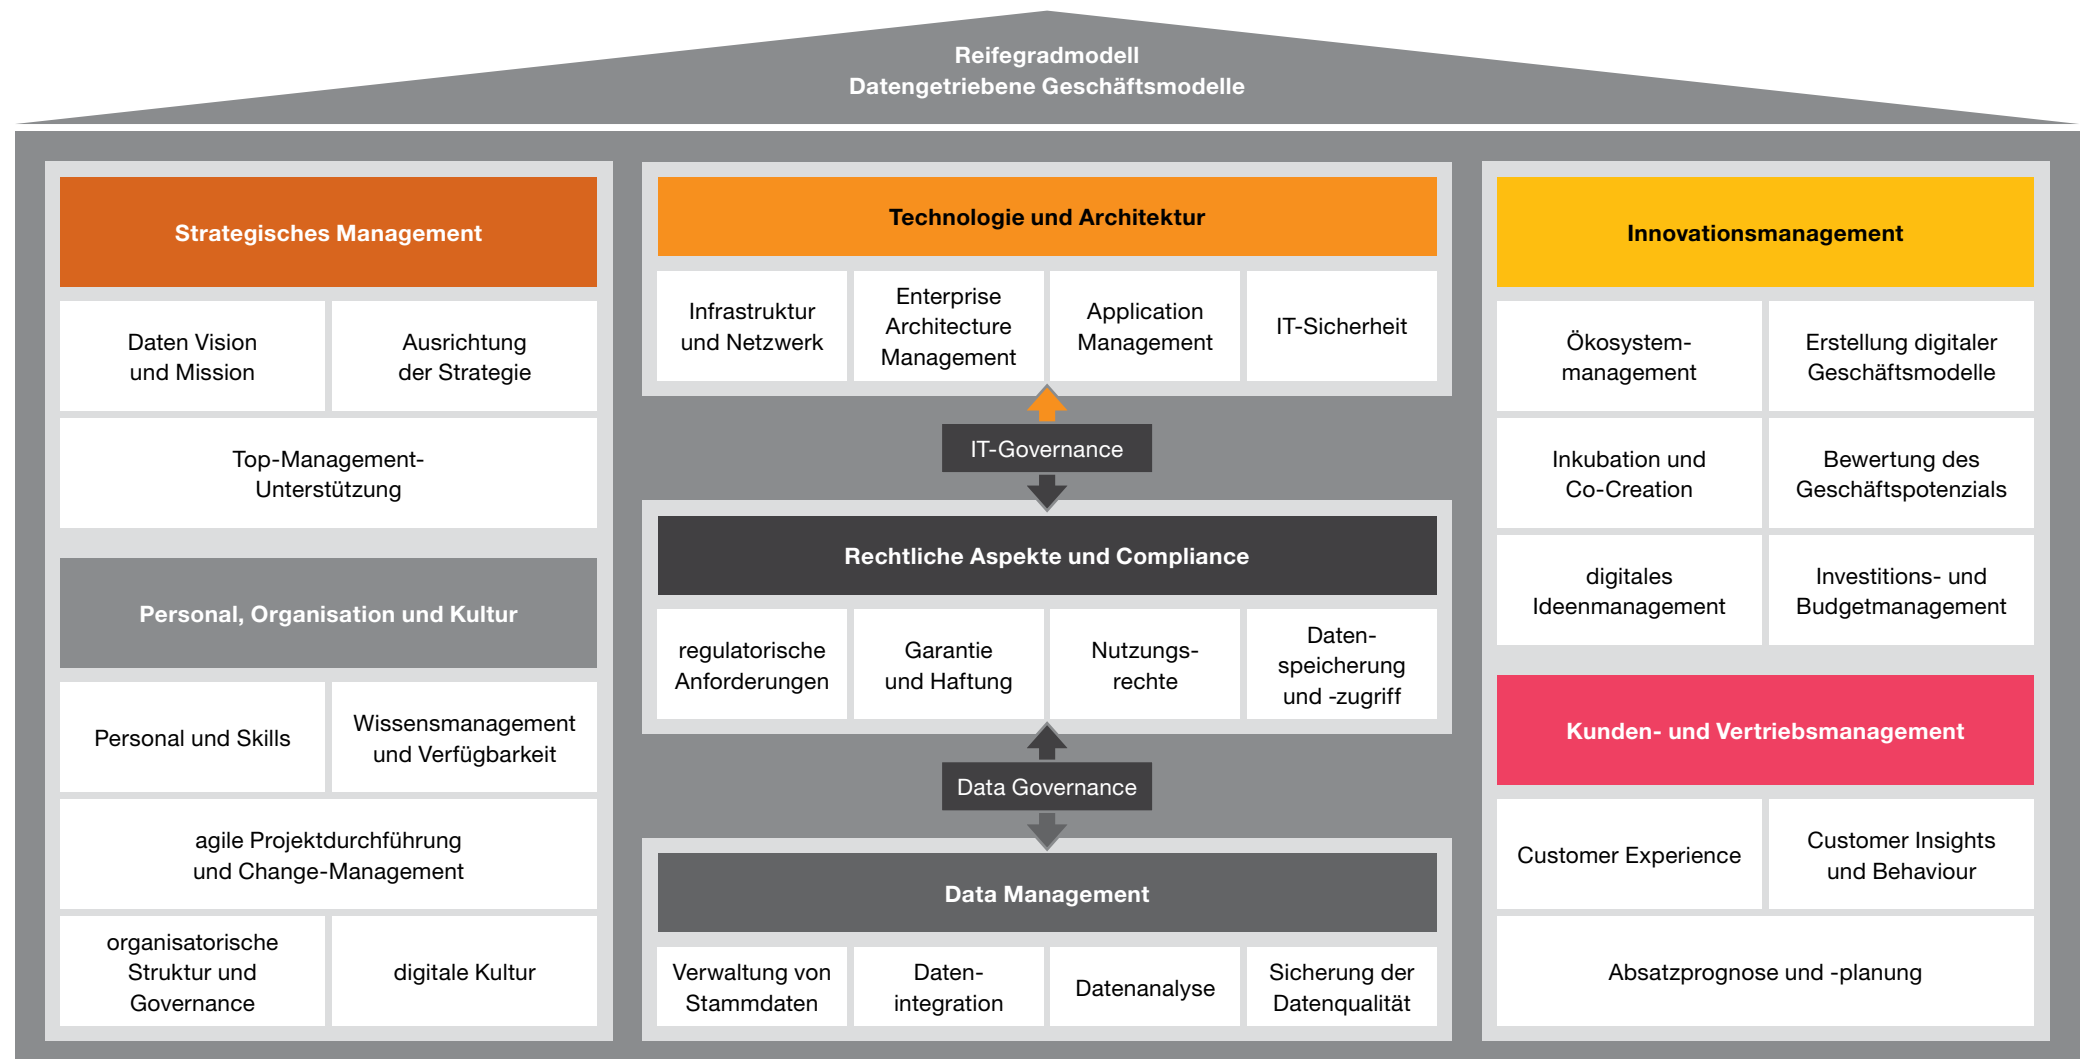 Reifegradmodell
Datengetriebene Geschäftsmodelle
Strategisches Management
Daten Vision
und Mission
Ausrichtung
der Strategie
Top-Management-
Unterstützung
Personal, Organisation und Kultur
Personal und Skills
Wissensmanagement
und Verfügbarkeit
agile Projektdurchführung
und Change-Management
organisatorische
Struktur und
Governance
digitale Kultur
Technologie und Architektur
Infrastruktur
und Netzwerk
Enterprise
Architecture
Management
Application
Management
IT-Sicherheit
IT-Governance
Rechtliche Aspekte und Compliance
regulatorische
Anforderungen
Garantie
und Haftung
Nutzungs-
rechte
Daten-
speicherung
und -zugriff
Data Governance
Data Management
Verwaltung von
Stammdaten
Daten-
integration
Datenanalyse
Sicherung der
Datenqualität
Innovationsmanagement
Ökosystem-
management
Erstellung digitaler
Geschäftsmodelle
Inkubation und
Co-Creation
Bewertung des
Geschäftspotenzials
digitales
Ideenmanagement
Investitions- und
Budgetmanagement
Kunden- und Vertriebsmanagement
Customer Experience
Customer Insights
und Behaviour
Absatzprognose und -planung